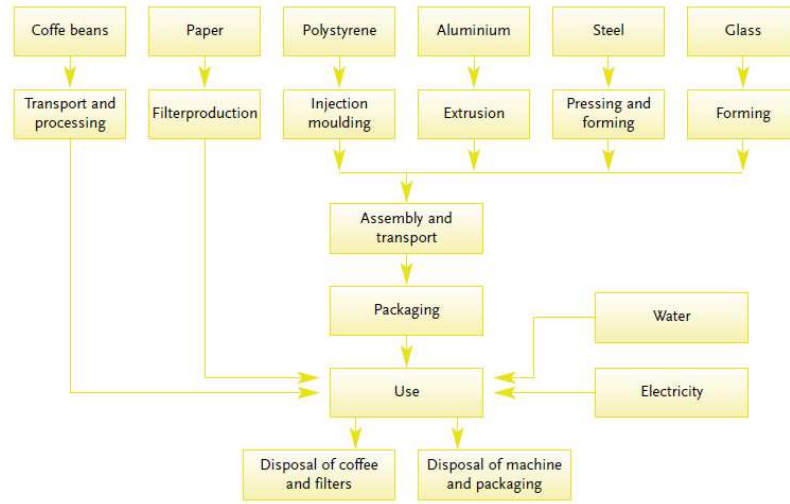 Coffe beans
Paper
Polystyrene
Aluminium
Steel
Glass
Transport and
processing
Filterproduction
Injection
moulding
Extrusion
Pressing and
forming
Forming
Assembly and
transport
Packaging
Water
Use
Electricity
Disposal of coffee
and filters
Disposal of machine
and packaging